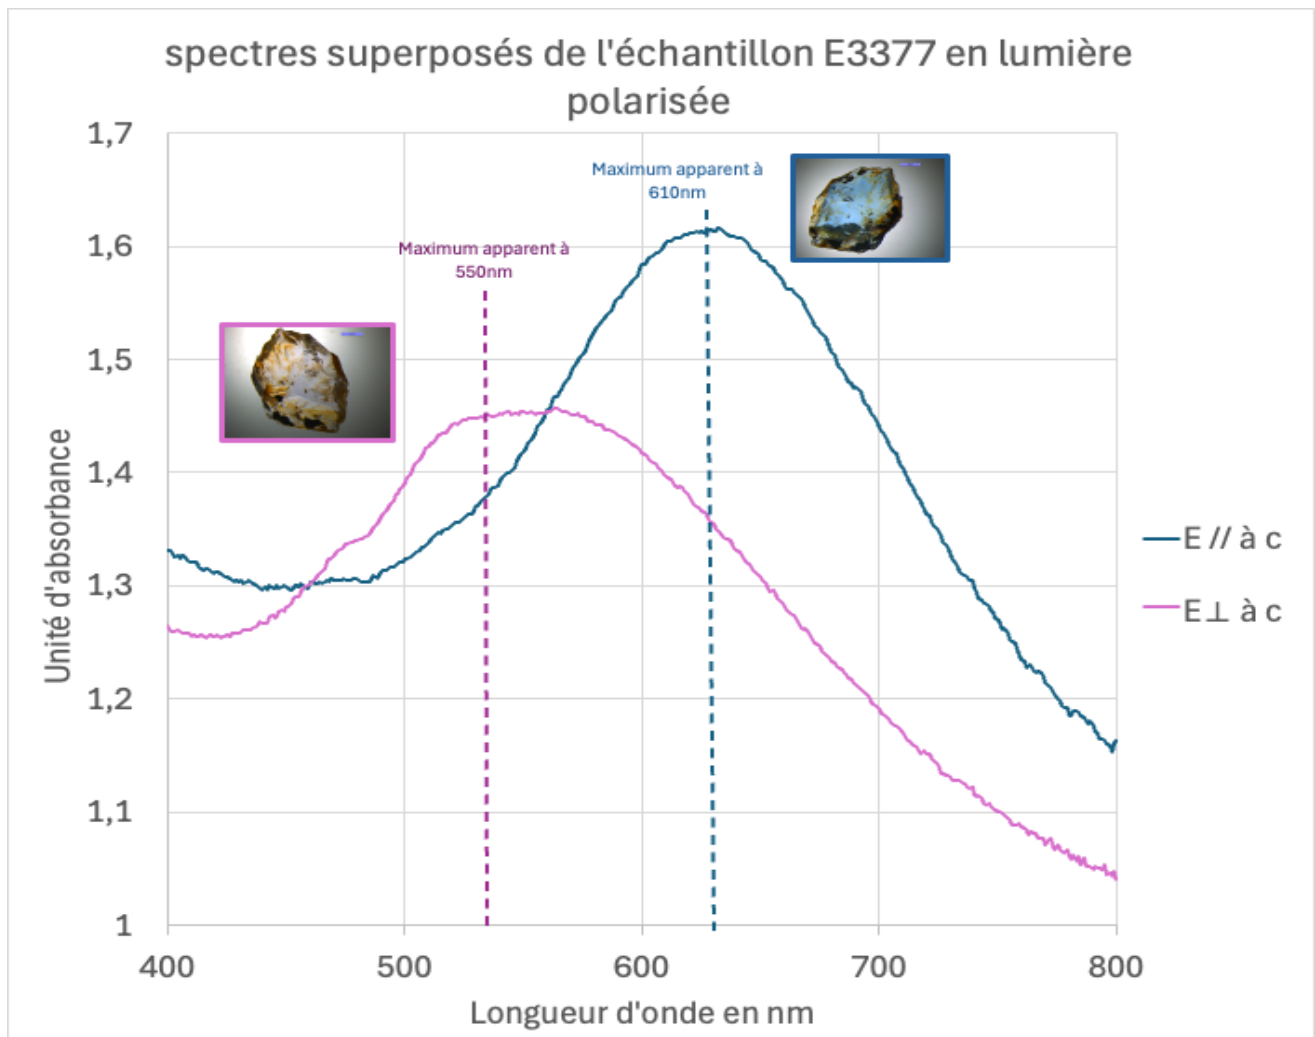 spectres superposés de l'échantillon E3377 en lumière
polarisée
1,7
1,6
1,5
1,4
1,3
1,2
1,1
1
Unité d'absorbance
Maximum apparent à
550nm
Maximum apparent à
610nm
E // à c
E⊥ à c
400
500
600
700
800
Longueur d'onde en nm